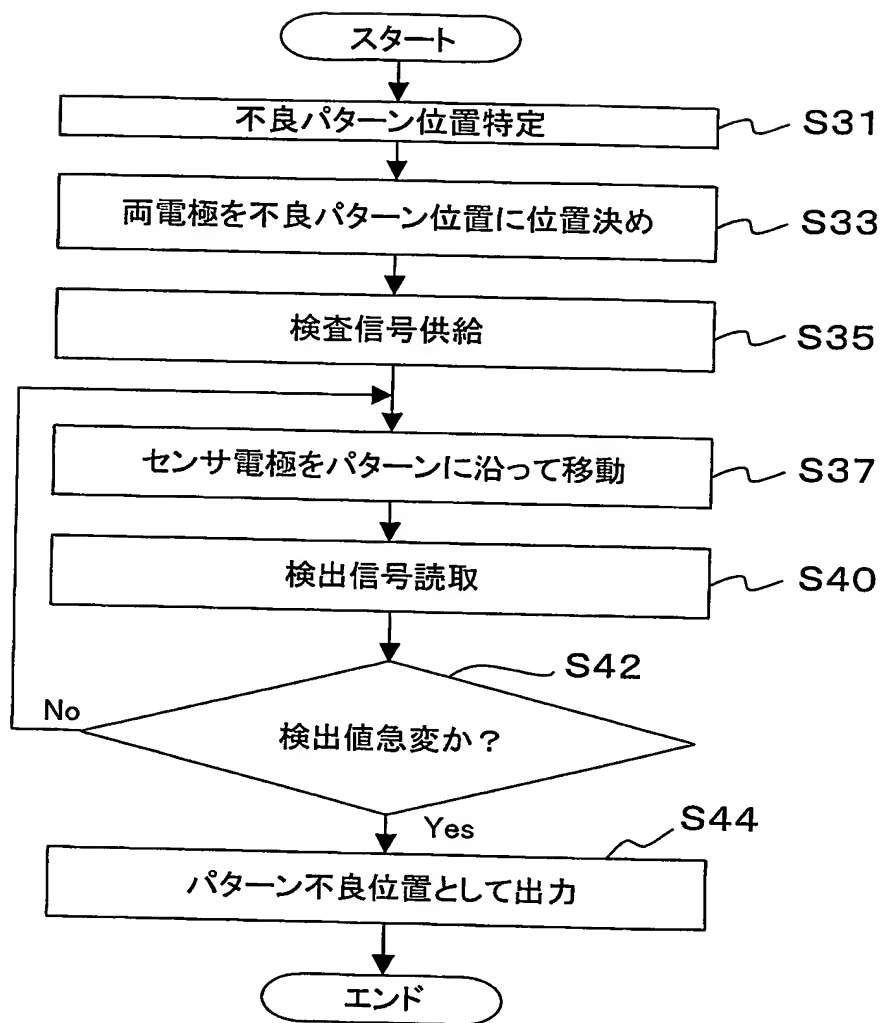 スタート
不良パターン位置特定
S31
両電極を不良パターン位置に位置決め
S33
検査信号供給
S35
センサ電極をパターンに沿って移動
S37
検出信号読取
S40
S42
検出値急変か?
No
Yes
S44
パターン不良位置として出力
エンド